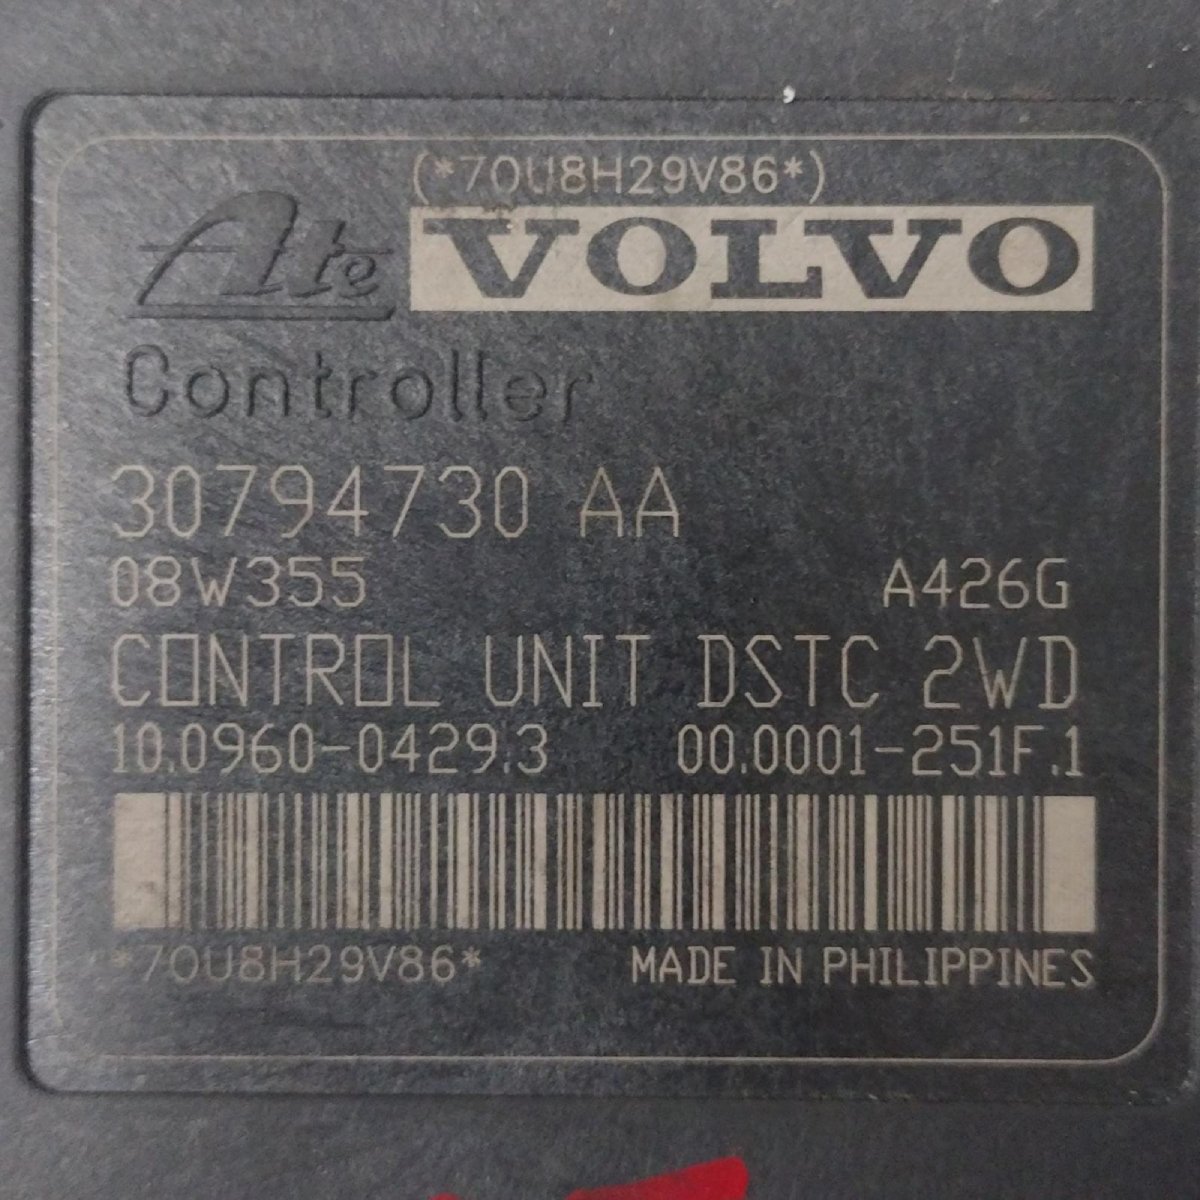 (*70U8H29V86*)
Ate VOLVO
Controller
30794730 AA
08W355 A426G
CONTROL UNIT DSTC 2WD
10.0960-0429.3 00.0001-251F.1
*70U8H29V86* MADE IN PHILIPPINES